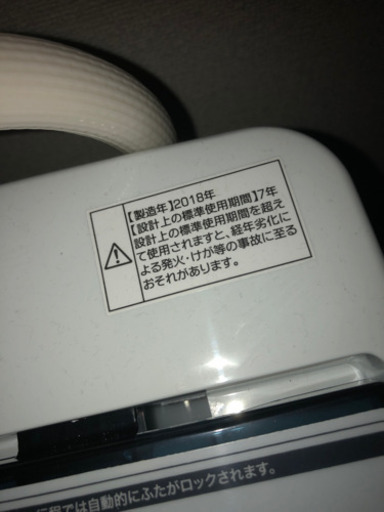 【製造年】2018年
【設計上の標準使用期間】7年
設計上の標準使用期間を超え
て使用されますと、経年劣化に
よる発火・けが等の事故に至る
おそれがあります。
行程では自動的にふたがロックされます。